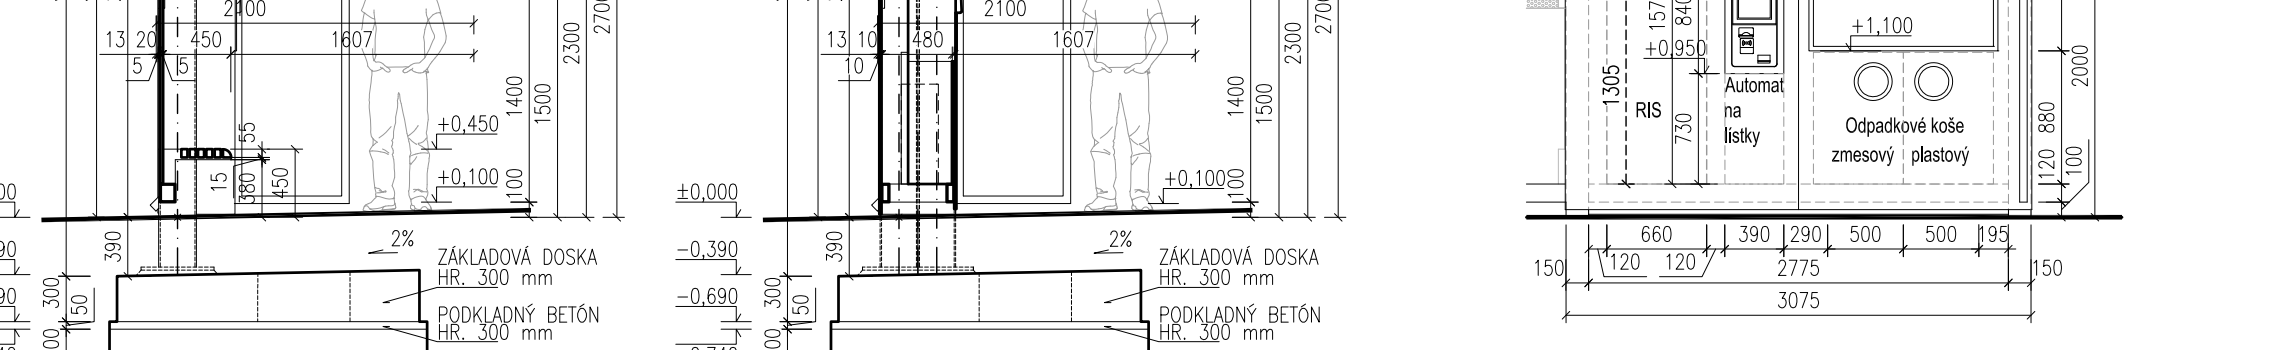 2100
13 20 450 1607
5 5
2700
2300
1400
1500
+0,450
55
+0,100
15 380 450
100
390
2%
ZÁKLADOVÁ DOSKA
HR. 300 mm
300
50
PODKLADNÝ BETÓN
HR. 300 mm
2100
13 10 480 1607
10
2300
1400
1500
±0,000
+0,100
100
-0,390
390
2%
ZÁKLADOVÁ DOSKA
HR. 300 mm
-0,690
300
50
PODKLADNÝ BETÓN
HR. 300 mm
840
+1,100
+0,950
2000
1305
RIS
730
Automat
na
lístky
Odpadkové koše
zmesový plastový
880
120
100
660 390 290 500 500 195
120 120
150 2775 150
3075